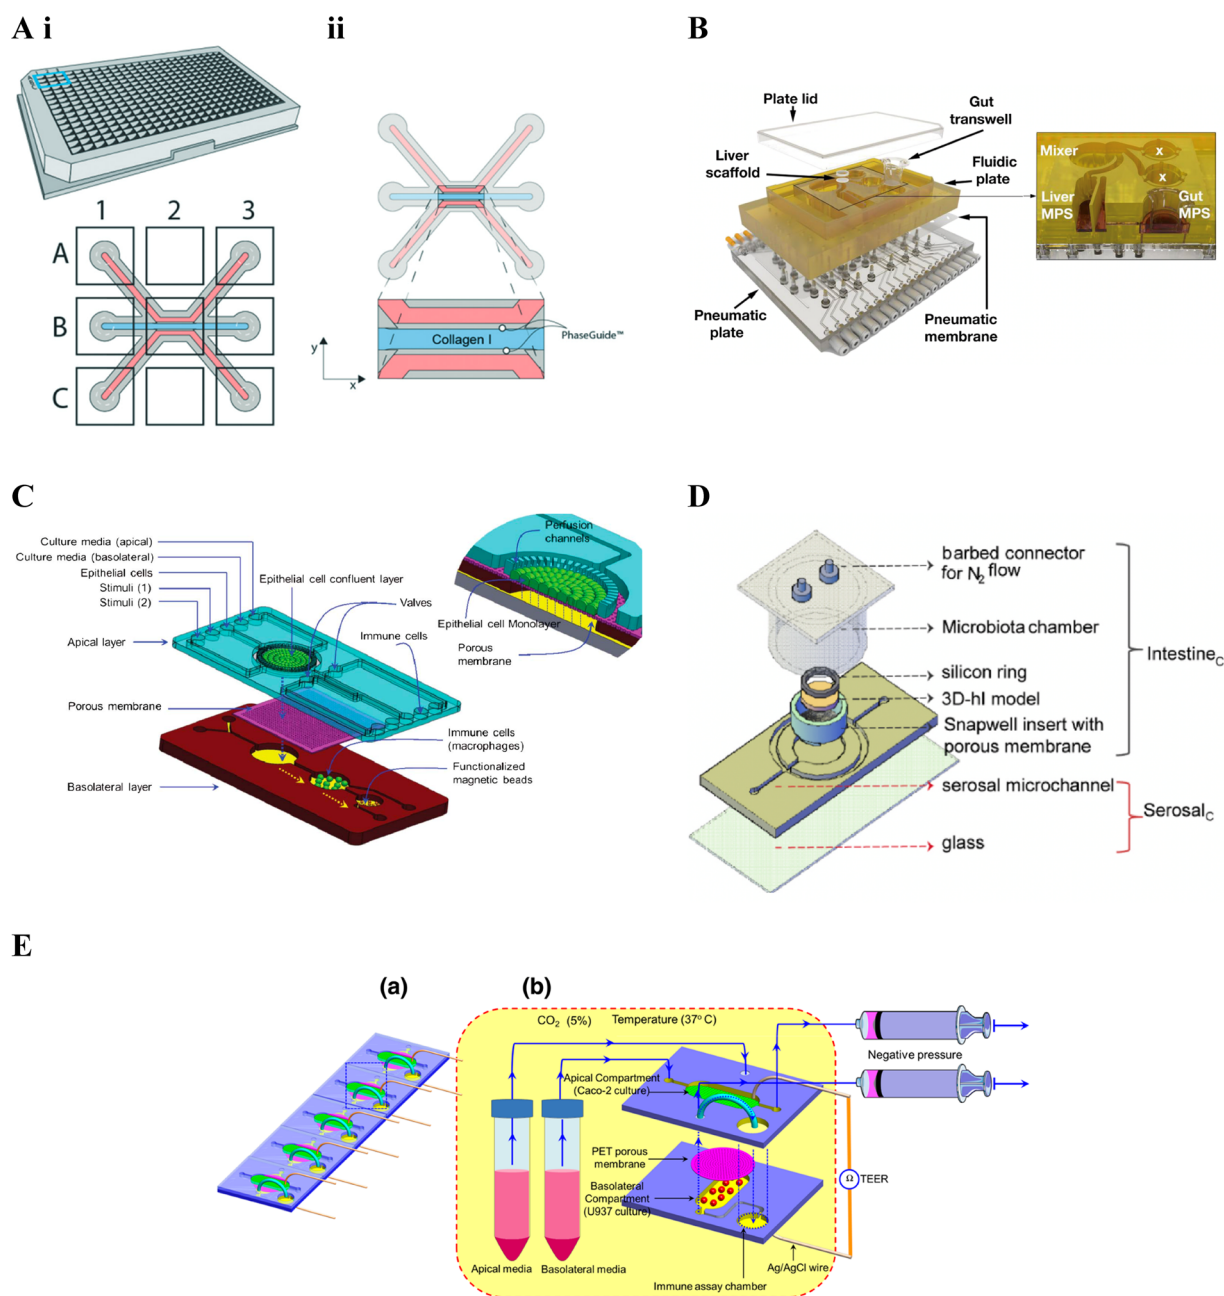 A i
ii
1 2 3
A
B
C
Collagen I
PhaseGuide™
y
x
B
Plate lid
Gut
transwell
Liver
scaffold
Fluidic
plate
Pneumatic
plate
Pneumatic
membrane
Mixer
x
x
Liver
MPS
Gut
MPS
C
Culture media (apical)
Culture media (basolateral)
Epithelial cells
Stimuli (1)
Stimuli (2)
Apical layer
Porous membrane
Basolateral layer
Epithelial cell confluent layer
Valves
Immune cells
Immune cells
(macrophages)
Functionalized
magnetic beads
Perfusion
channels
Epithelial cell Monolayer
Porous
membrane
D
barbed connector
for N2 flow
Microbiota chamber
silicon ring
3D-hI model
Snapwell insert with
porous membrane
IntestineC
serosal microchannel
glass
SerosalC
E
(a)
(b)
CO2 (5%) Temperature (37° C)
Apical Compartment
(Caco-2 culture)
PET porous
membrane
Basolateral
Compartment
(U937 culture)
Apical media
Basolateral media
Immune assay chamber
Ag/AgCl wire
Negative pressure
Ω TEER